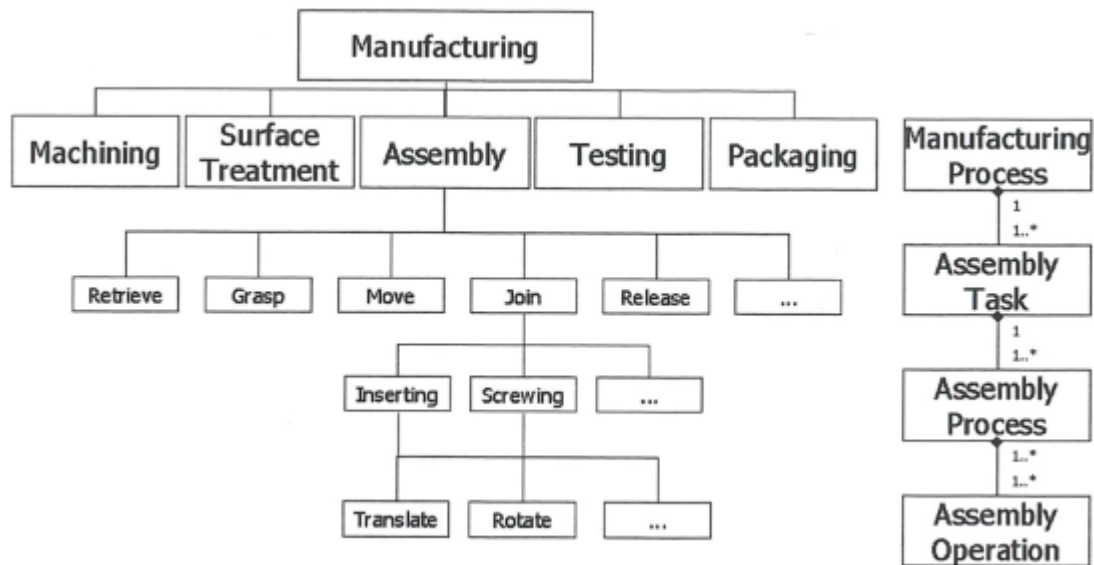 Manufacturing
Machining
Surface
Treatment
Assembly
Testing
Packaging
Retrieve
Grasp
Move
Join
Release
...
Inserting
Screwing
...
Translate
Rotate
...
Manufacturing
Process
1
1..*
Assembly
Task
1
1..*
Assembly
Process
1..*
1..*
Assembly
Operation